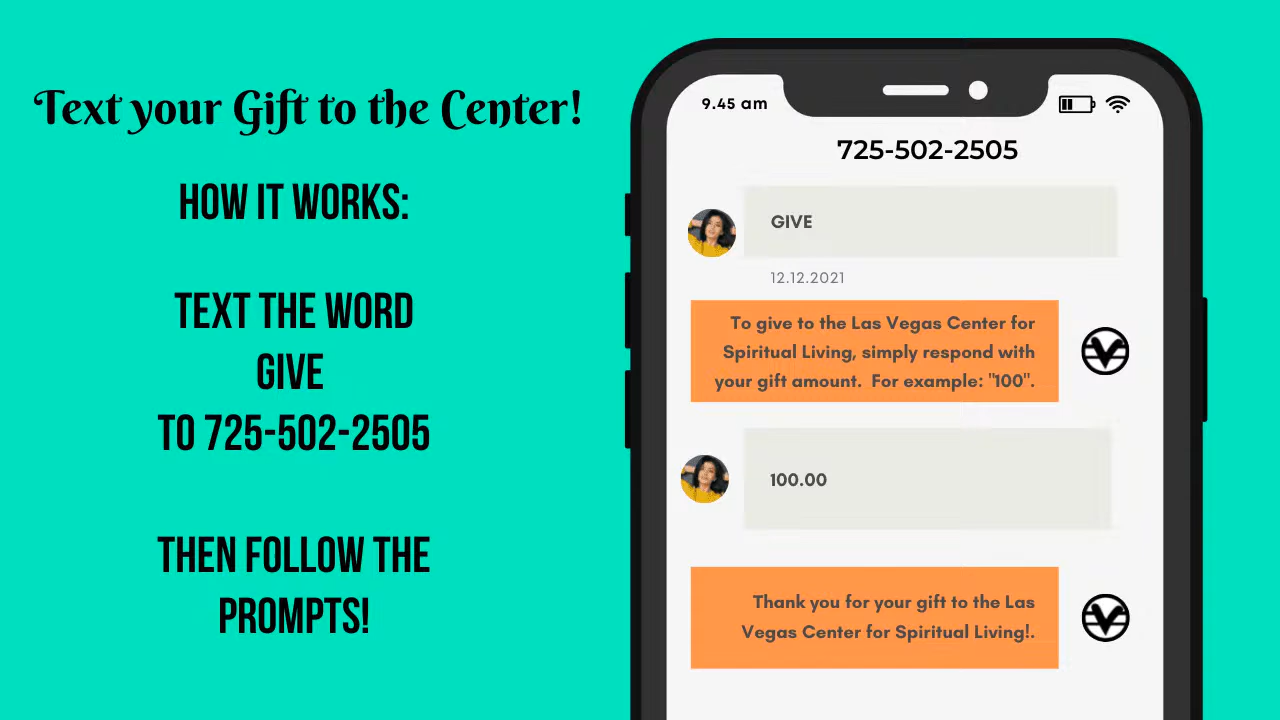 Text your Gift to the Center!
HOW IT WORKS:
TEXT THE WORD
GIVE
TO 725-502-2505
THEN FOLLOW THE
PROMPTS!
9.45 am
725-502-2505
GIVE
12.12.2021
To give to the Las Vegas Center for
Spiritual Living, simply respond with
your gift amount.  For example: "100".
100.00
Thank you for your gift to the Las
Vegas Center for Spiritual Living!.